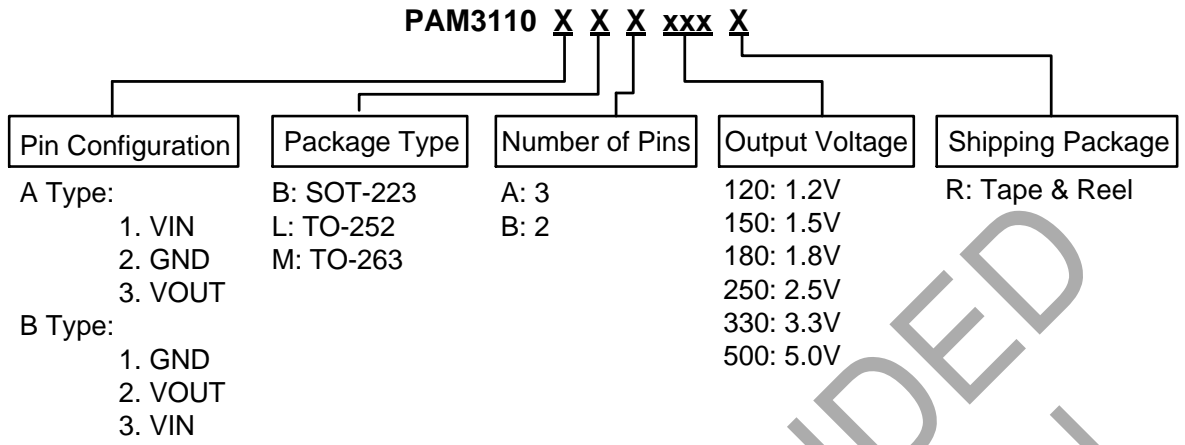 PAM3110 X X X xxx X
Pin Configuration
A Type:
1. VIN
2. GND
3. VOUT
B Type:
1. GND
2. VOUT
3. VIN
Package Type
B: SOT-223
L: TO-252
M: TO-263
Number of Pins
A: 3
B: 2
Output Voltage
120: 1.2V
150: 1.5V
180: 1.8V
250: 2.5V
330: 3.3V
500: 5.0V
Shipping Package
R: Tape & Reel
NDED